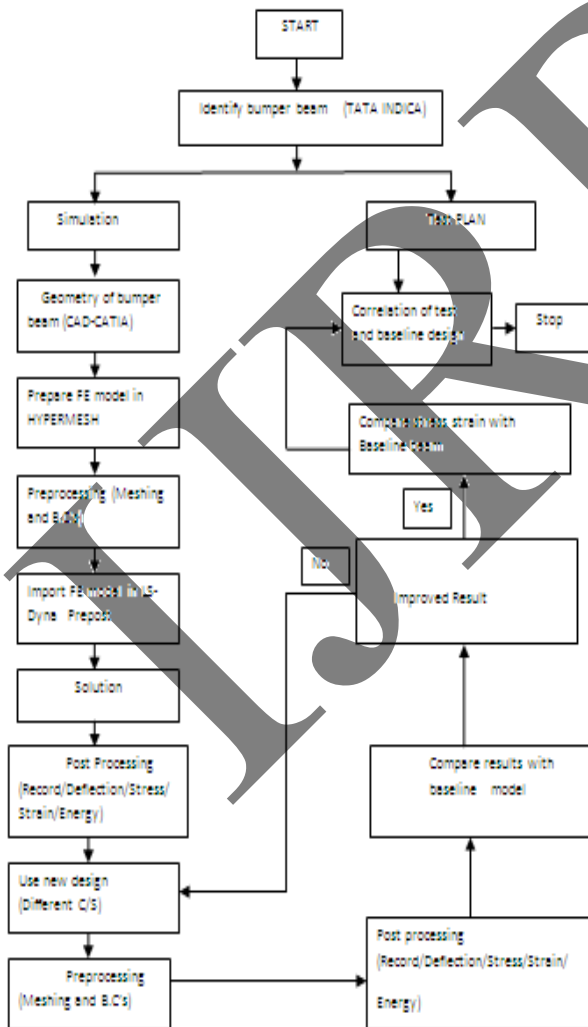 START
Identify bumper beam (TATA INDICA)
Simulation
Test PLAN
Geometry of bumper
beam (CAD-CATIA)
Correlation of test
and baseline design
Stop
Prepare FE model in
HYPERMESH
Compare stress strain with
Baseline Beam
Preprocessing (Meshing
and B.C's)
Yes
No
Import FE model in LS-
Dyna Prepost
Improved Result
Solution
Post Processing
(Record/Deflection/Stress/
Strain/Energy)
Compare results with
baseline model
Use new design
(Different C/S)
Post processing
(Record/Deflection/Stress/Strain/
Energy)
Preprocessing
(Meshing and B.C's)
IJR